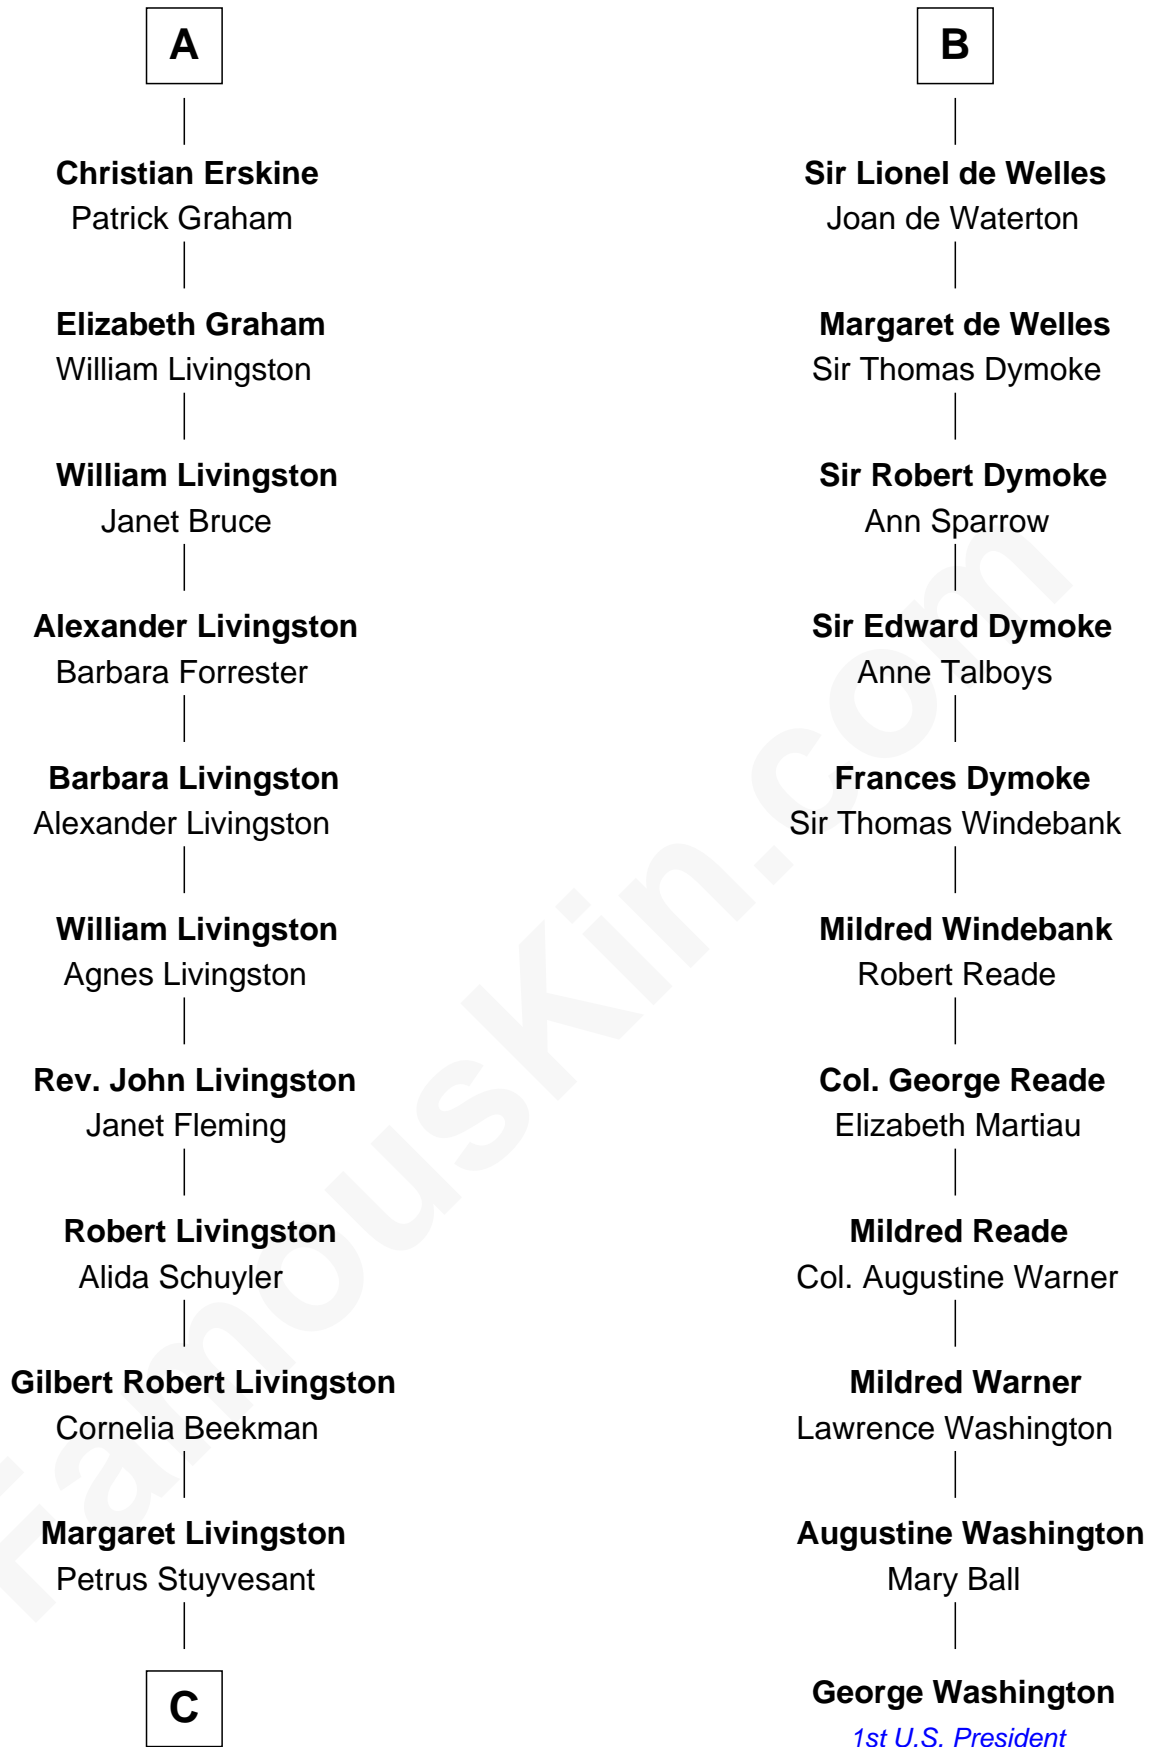 A
Christian Erskine
Patrick Graham
Elizabeth Graham
William Livingston
William Livingston
Janet Bruce
Alexander Livingston
Barbara Forrester
Barbara Livingston
Alexander Livingston
William Livingston
Agnes Livingston
Rev. John Livingston
Janet Fleming
Robert Livingston
Alida Schuyler
Gilbert Robert Livingston
Cornelia Beekman
Margaret Livingston
Petrus Stuyvesant
C
B
Sir Lionel de Welles
Joan de Waterton
Margaret de Welles
Sir Thomas Dymoke
Sir Robert Dymoke
Ann Sparrow
Sir Edward Dymoke
Anne Talboys
Frances Dymoke
Sir Thomas Windebank
Mildred Windebank
Robert Reade
Col. George Reade
Elizabeth Martiau
Mildred Reade
Col. Augustine Warner
Mildred Warner
Lawrence Washington
Augustine Washington
Mary Ball
George Washington
1st U.S. President
FamousKin.com